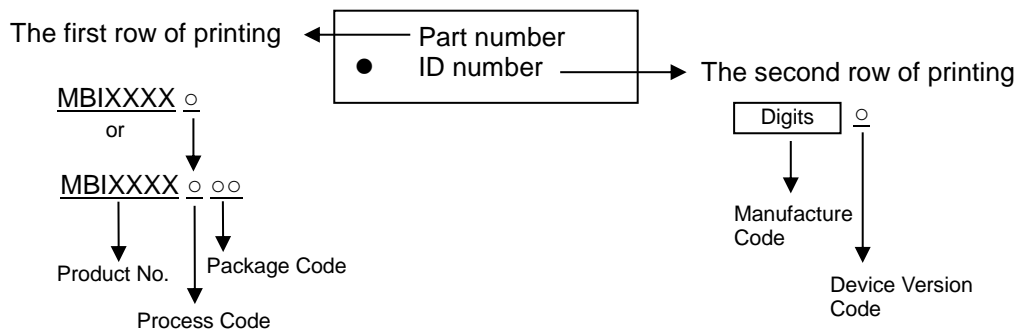 The first row of printing
Part number
ID number
The second row of printing
MBIXXXX ○
or
MBIXXXX ○ ○○
Product No.
Package Code
Process Code
Digits ○
Manufacture
Code
Device Version
Code